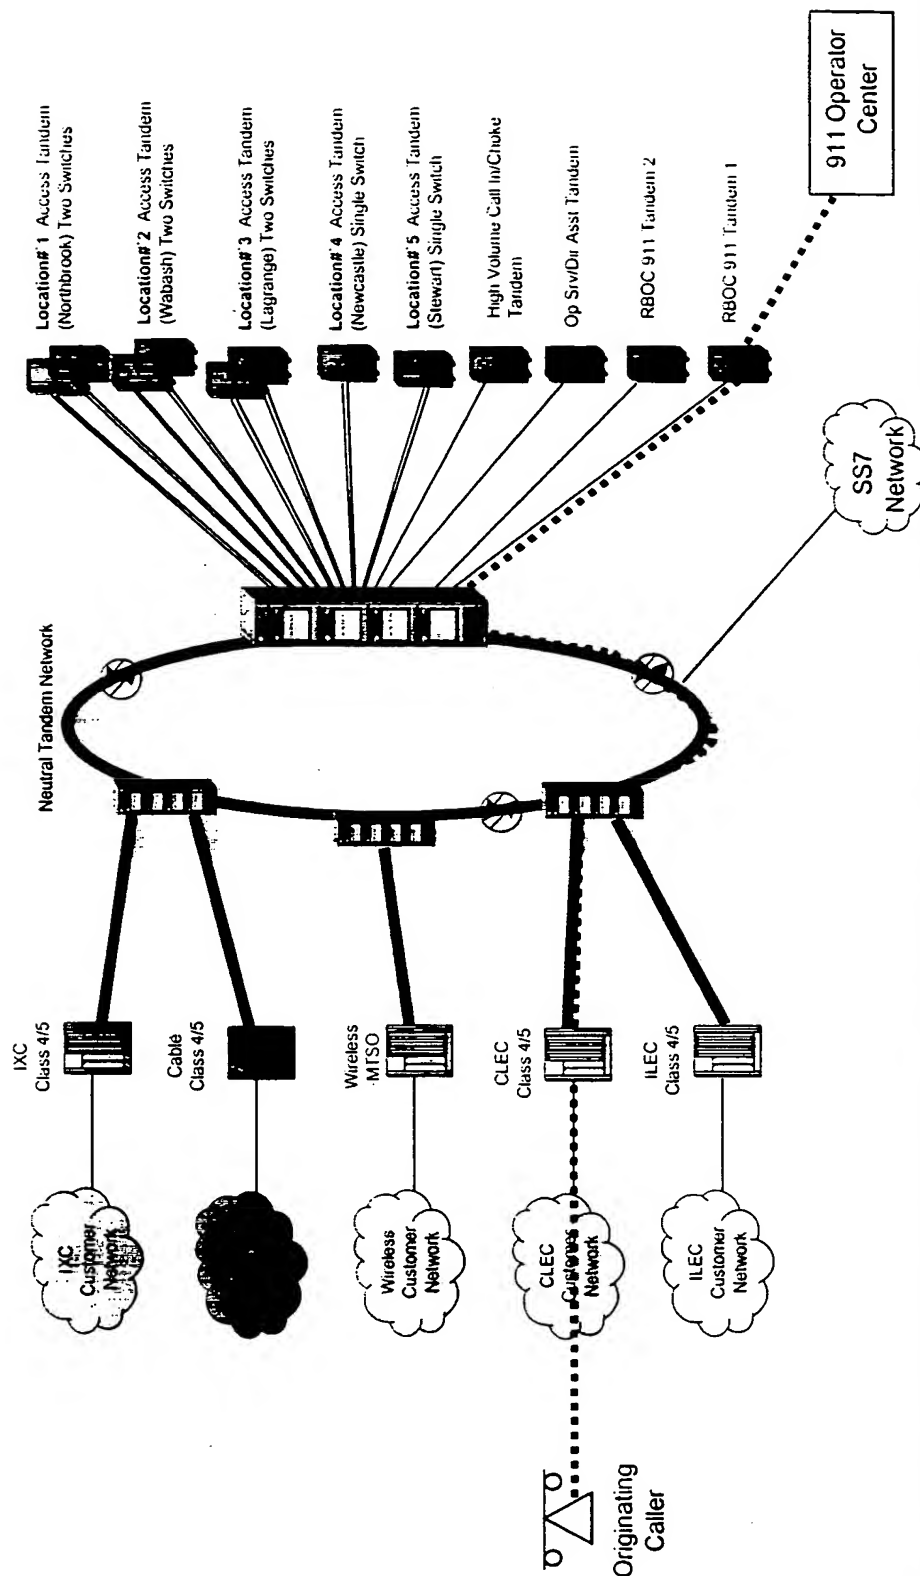 Neutral Tandem Network
IXC
Class 4/5
Cable
Class 4/5
Wireless
MTSO
CLEC
Class 4/5
ILEC
Class 4/5
IXC
Customer
Network
Wireless
Customer
Network
CLEC
Customer
Network
ILEC
Customer
Network
Originating
Caller
Location# 1 Access Tandem
(Northbrook) Two Switches
Location# 2 Access Tandem
(Wabash) Two Switches
Location# 3 Access Tandem
(Lagrange) Two Switches
Location# 4 Access Tandem
(Newcastle) Single Switch
Location# 5 Access Tandem
(Stewart) Single Switch
High Volume Call In/Choke
Tandem
Op Srv/Dir Asst Tandem
RBOC 911 Tandem 2
RBOC 911 Tandem 1
911 Operator
Center
SS7
Network